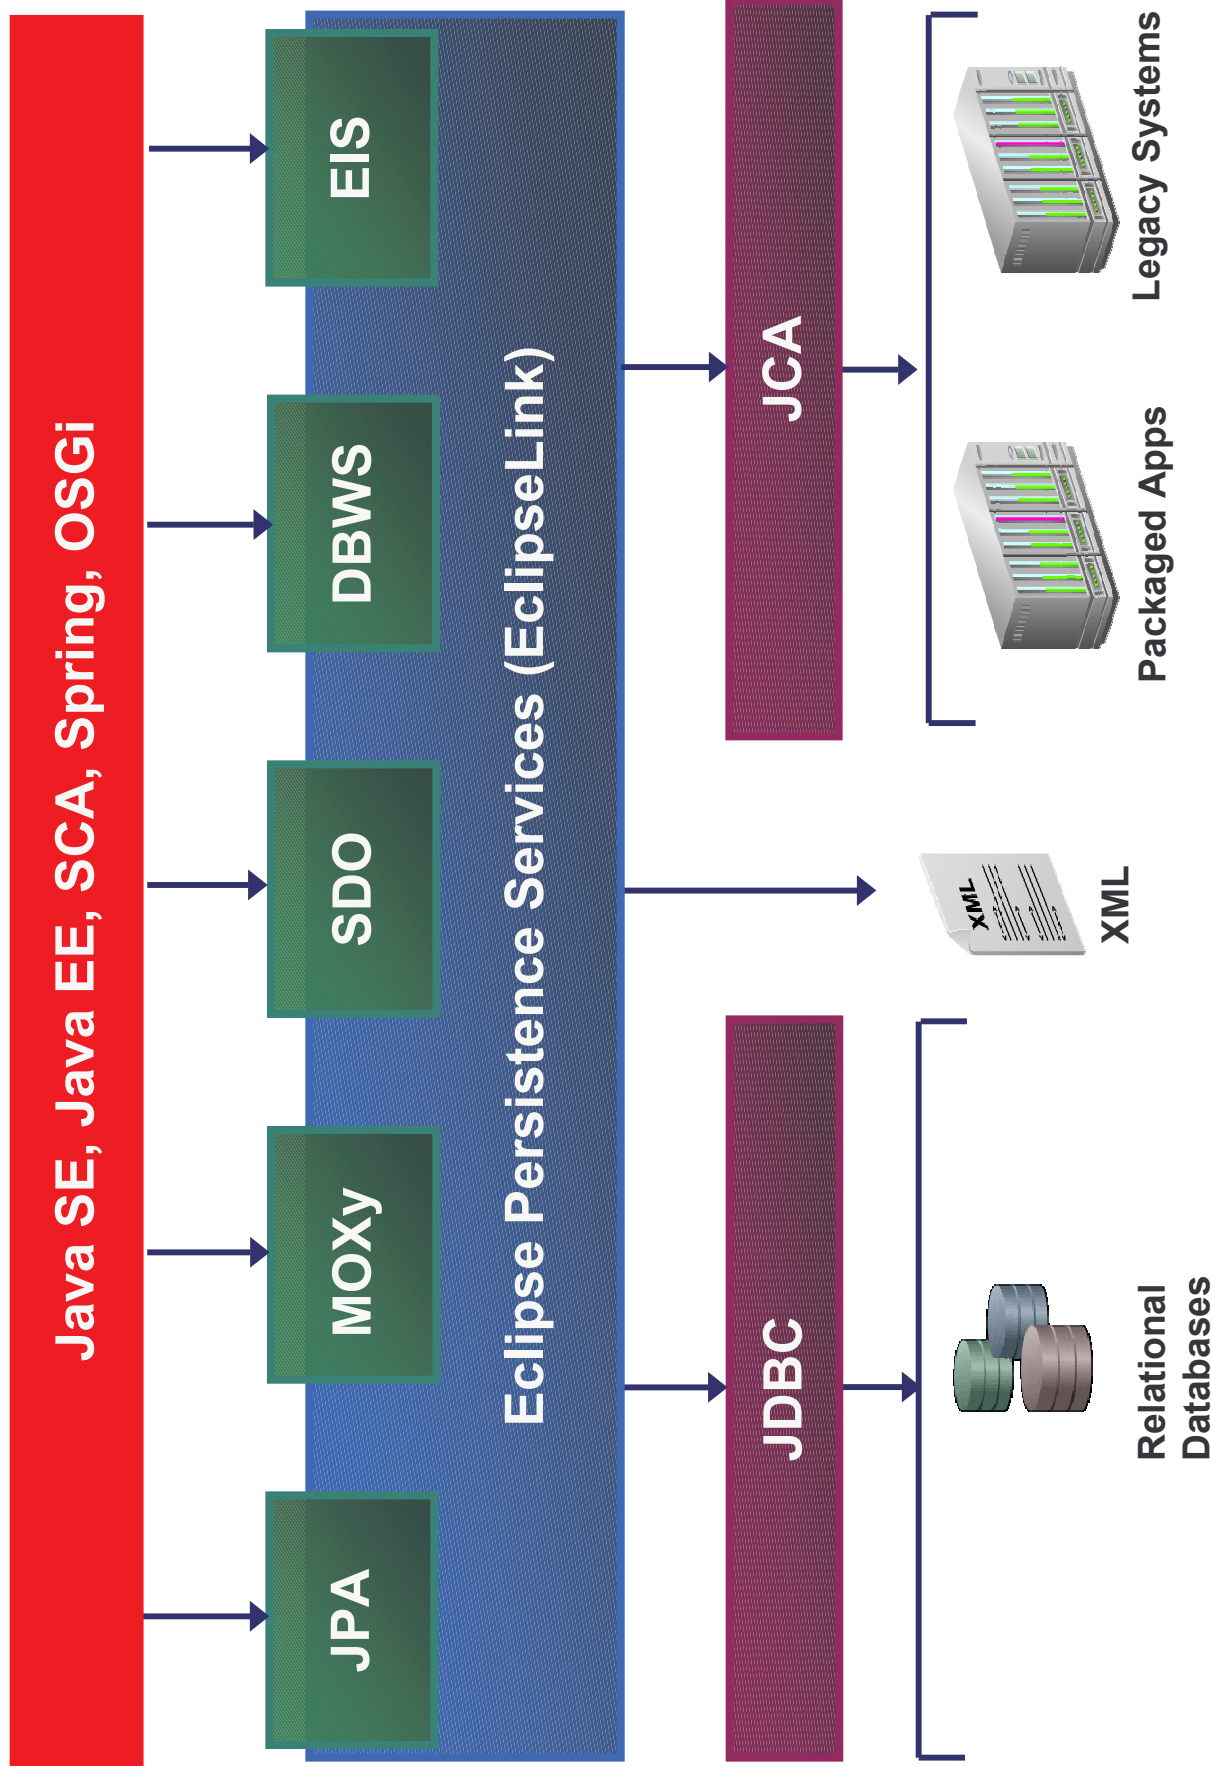 Java SE, Java EE, SCA, Spring, OSGi
JPA
MOXy
SDO
DBWS
EIS
Eclipse Persistence Services (EclipseLink)
JDBC
JCA
XML
Relational
Databases
XML
Packaged Apps
Legacy Systems